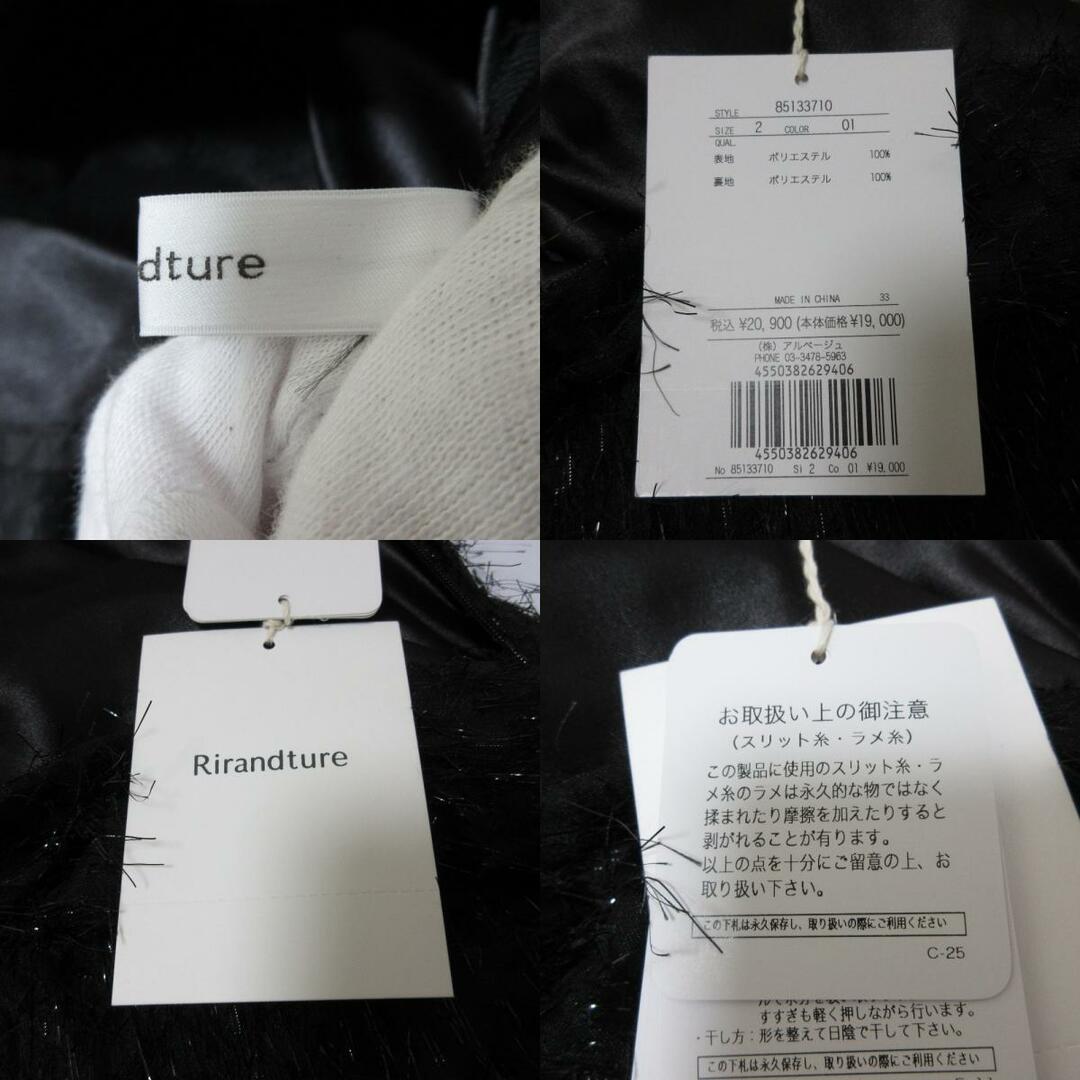 dture
STYLE 85133710
SIZE 2 COLOR 01
QUAL.
表地 ポリエステル 100%
裏地 ポリエステル 100%
MADE IN CHINA 33
税込 ¥20,900 (本体価格¥19,000)
(株) アルページュ
PHONE 03-3478-5963
4550382629406
4550382629406
No 85133710 Si 2 Co 01 ¥19,000
Rirandture
お取扱い上の御注意
(スリット糸・ラメ糸)
この製品に使用のスリット糸・ラ
メ糸のラメは永久的な物ではなく
揉まれたり摩擦を加えたりすると
剥がれることが有ります。
以上の点を十分にご留意の上、お
取り扱い下さい。
この下札は永久保存し、取り扱いの際にご利用ください
C-25
すすぎも軽く押しながら行います。
・干し方：形を整えて日陰で干して下さい。
この下札は永久保存し、取り扱いの際にご利用ください